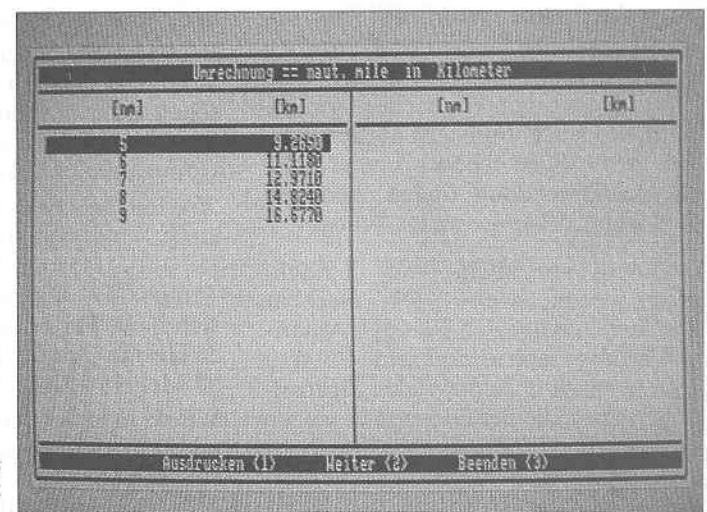 Umrechnung == naut. mile in Kilometer
[nm] [km] [nm] [km]
5 9.2650
6 11.1180
7 12.9710
8 14.8240
9 16.6770
Ausdrucken <1> Weiter <2> Beenden <3>